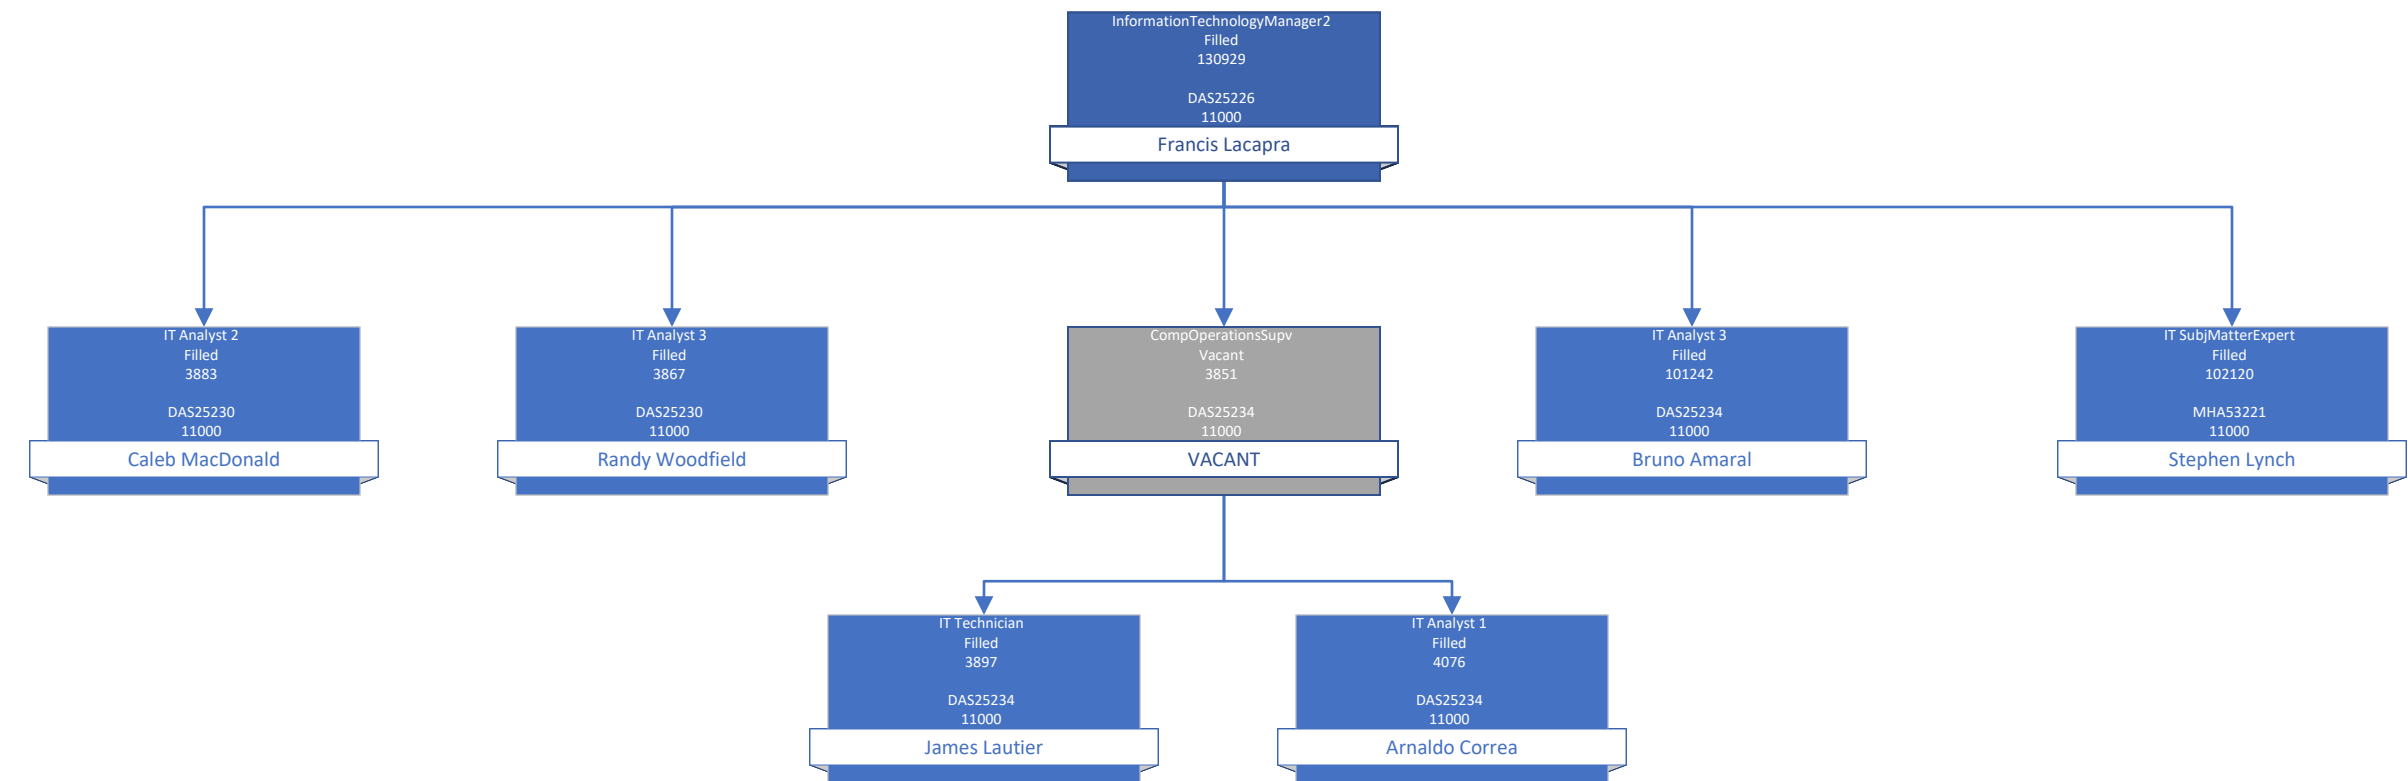 InformationTechnologyManager2
Filled
130929
DAS25226
11000
Francis Lacapra
IT Analyst 2
Filled
3883
DAS25230
11000
Caleb MacDonald
IT Analyst 3
Filled
3867
DAS25230
11000
Randy Woodfield
CompOperationsSupv
Vacant
3851
DAS25234
11000
VACANT
IT Analyst 3
Filled
101242
DAS25234
11000
Bruno Amaral
IT SubjMatterExpert
Filled
102120
MHA53221
11000
Stephen Lynch
IT Technician
Filled
3897
DAS25234
11000
James Lautier
IT Analyst 1
Filled
4076
DAS25234
11000
Arnaldo Correa